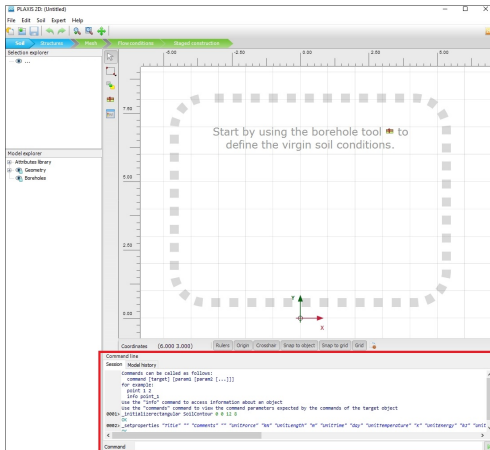 PLAXIS 2D: (Untitled)
File Edit Soil Expert Help
Soil Structures Mesh Flow conditions Staged construction
Selection explorer
...
-5.00 -2.50 0.00 2.50 5.00
7.50
Start by using the borehole tool to
define the virgin soil conditions.
Model explorer
Attributes library
Geometry
Boreholes
5.00
2.50
0.00
y
x
Coordinates (6.000 3.000) Rulers Origin Crosshair Snap to object Snap to grid Grid
Command line
Session Model history
Commands can be called as follows:
command [target] [param1 [param2 [...]]]
For example:
point 1 2
info point_1
Use the "info" command to access information about an object
Use the "commands" command to view the command parameters expected by the commands of the target object
0001> _initializerectangular SoilContour 0 0 12 8
OK
0002> _setproperties "Title" "" "Comments" "" "UnitForce" "kN" "UnitLength" "m" "UnitTime" "day" "UnitTemperature" "K" "UnitEnergy" "kJ"
OK
Command